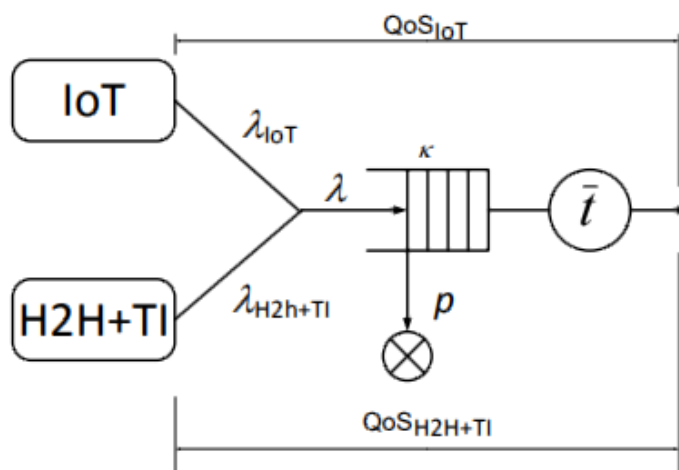 QoS_IoT
IoT
λ_IoT
κ
λ
t̄
H2H+TI
λ_H2h+TI
p
QoS_H2H+TI